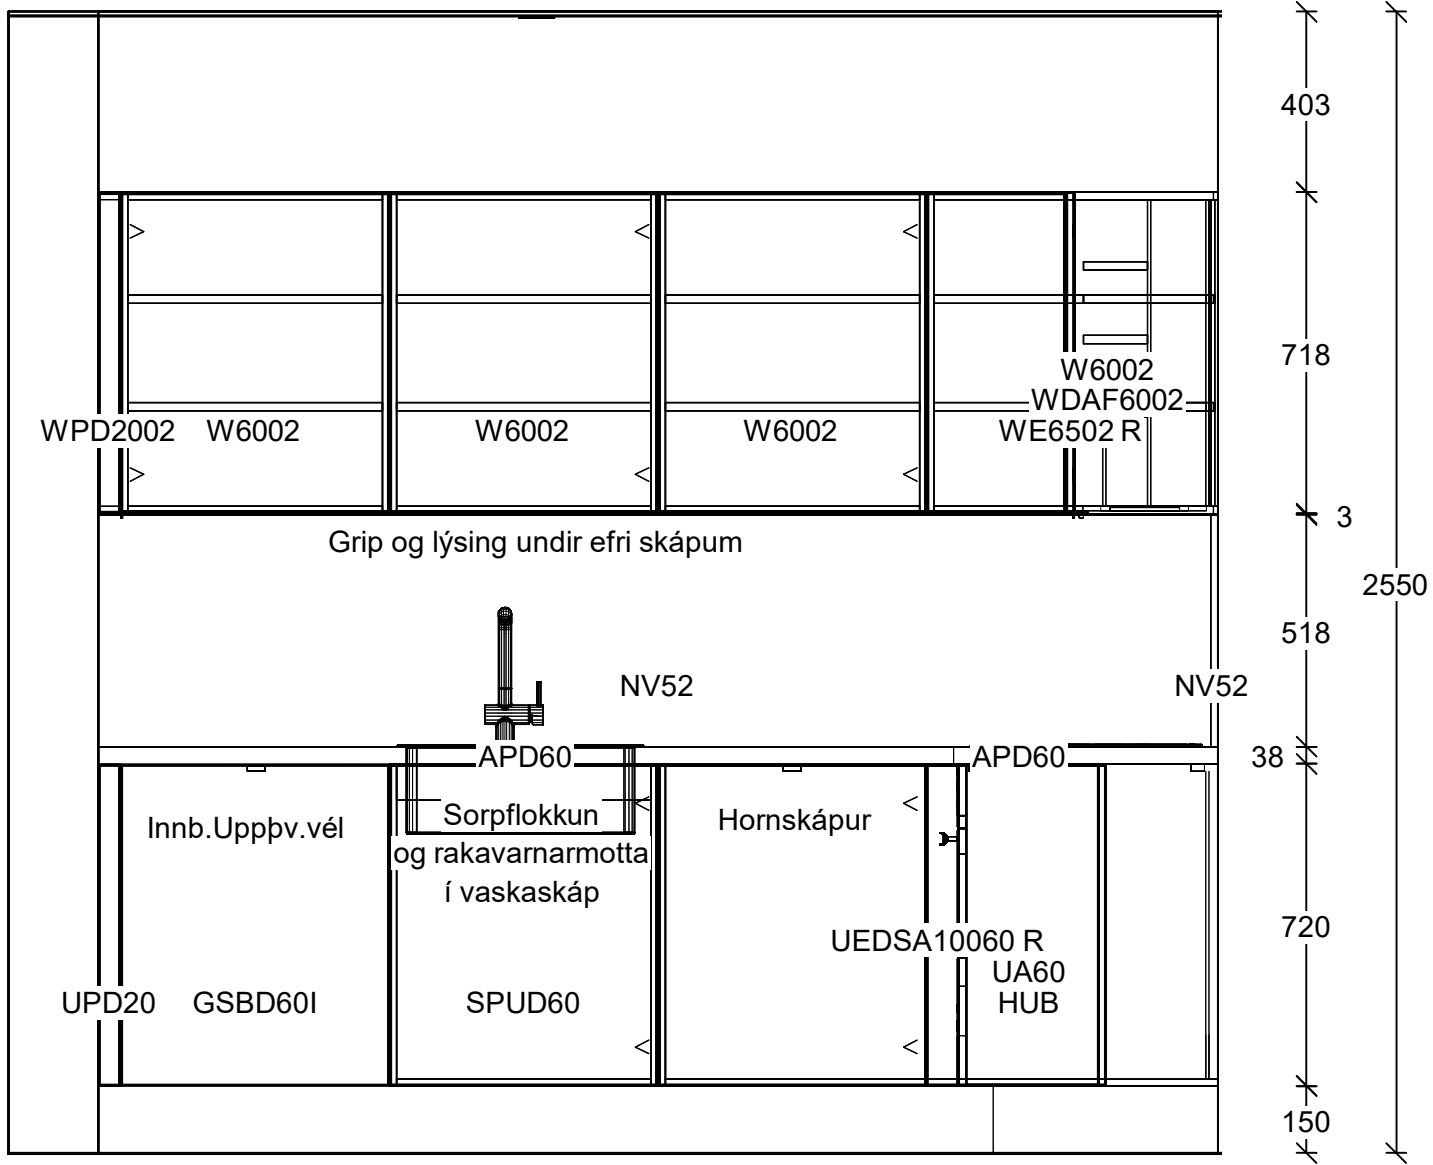 403
718
W6002
WDAF6002
WPD2002 W6002 W6002 W6002 WE6502 R
3
Grip og lýsing undir efri skápum
2550
518
NV52 NV52
APD60 APD60 38
Innb.Uppþv.vél
Sorpflokkun
og rakavarnarmotta
í vaskaskáp
Hornskápur
720
UEDSA10060 R
UA60
HUB
UPD20 GSBD60I SPUD60
150